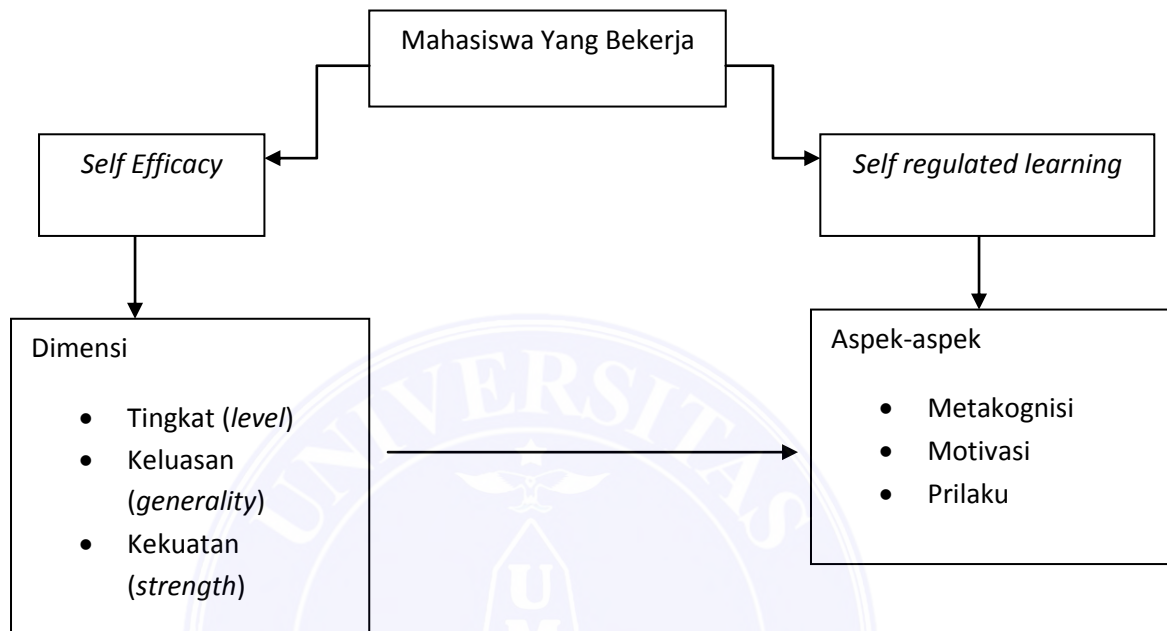 Mahasiswa Yang Bekerja
Self Efficacy
Self regulated learning
Dimensi
• Tingkat (level)
• Keluasan
(generality)
• Kekuatan
(strength)
Aspek-aspek
• Metakognisi
• Motivasi
• Prilaku
UNIVERSITAS
U
M